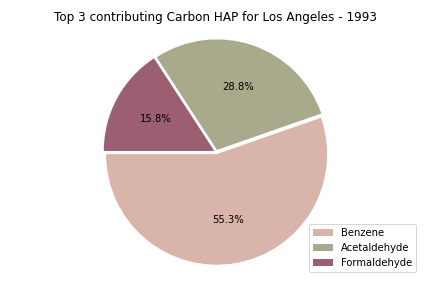 Top 3 contributing Carbon HAP for Los Angeles - 1993
28.8%
15.8%
55.3%
Benzene
Acetaldehyde
Formaldehyde